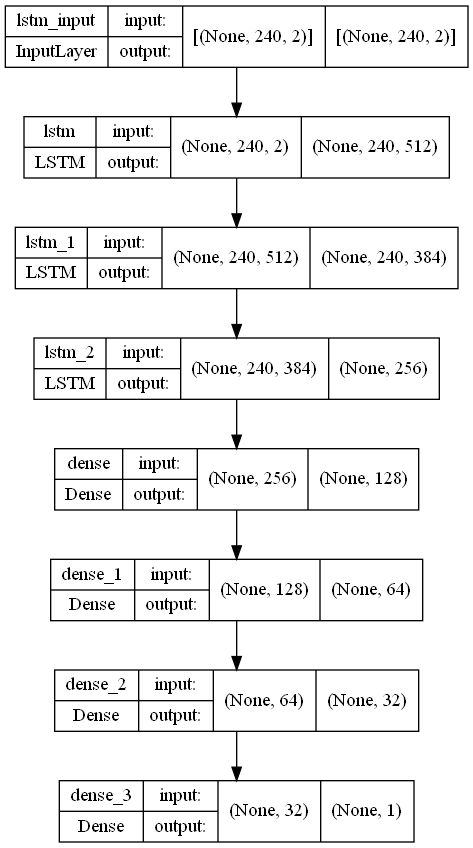 lstm_input input: [(None, 240, 2)] [(None, 240, 2)]
InputLayer output:
lstm input: (None, 240, 2) (None, 240, 512)
LSTM output:
lstm_1 input: (None, 240, 512) (None, 240, 384)
LSTM output:
lstm_2 input: (None, 240, 384) (None, 256)
LSTM output:
dense input: (None, 256) (None, 128)
Dense output:
dense_1 input: (None, 128) (None, 64)
Dense output:
dense_2 input: (None, 64) (None, 32)
Dense output:
dense_3 input: (None, 32) (None, 1)
Dense output: